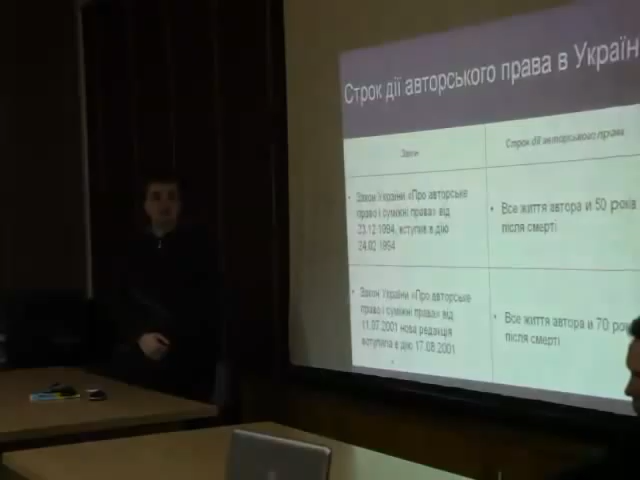 Строк дії авторського права в Україн
Закон
Строк дії авторського права
• Закон України «Про авторське
право і суміжні права» від
23.12.1994, вступив в дію
24.02.1994
• Все життя автора и 50 років
після смерті
• Закон України «Про авторське
право і суміжні права» від
11.07.2001 нова редакція
вступила в дію 17.08.2001
• Все життя автора и 70 рок
після смерті